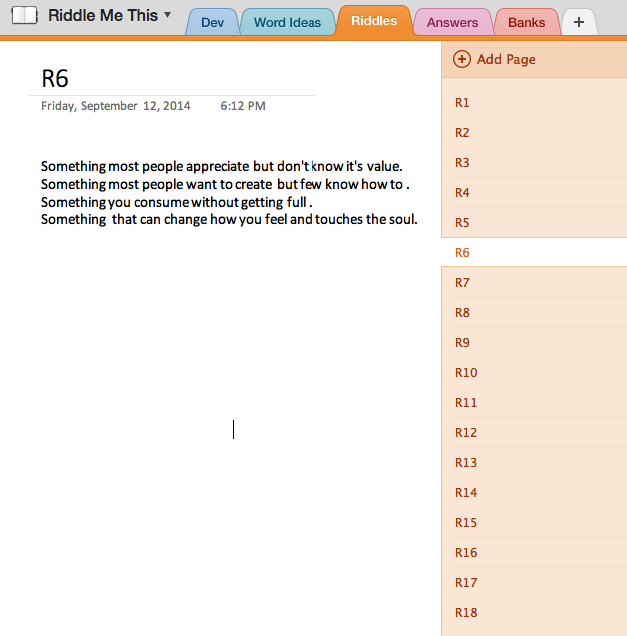 Riddle Me This
Dev
Word Ideas
Riddles
Answers
Banks
+
R6
Friday, September 12, 2014 6:12 PM
Something most people appreciate but don't know it's value.
Something most people want to create but few know how to .
Something you consume without getting full .
Something that can change how you feel and touches the soul.
Add Page
R1
R2
R3
R4
R5
R6
R7
R8
R9
R10
R11
R12
R13
R14
R15
R16
R17
R18